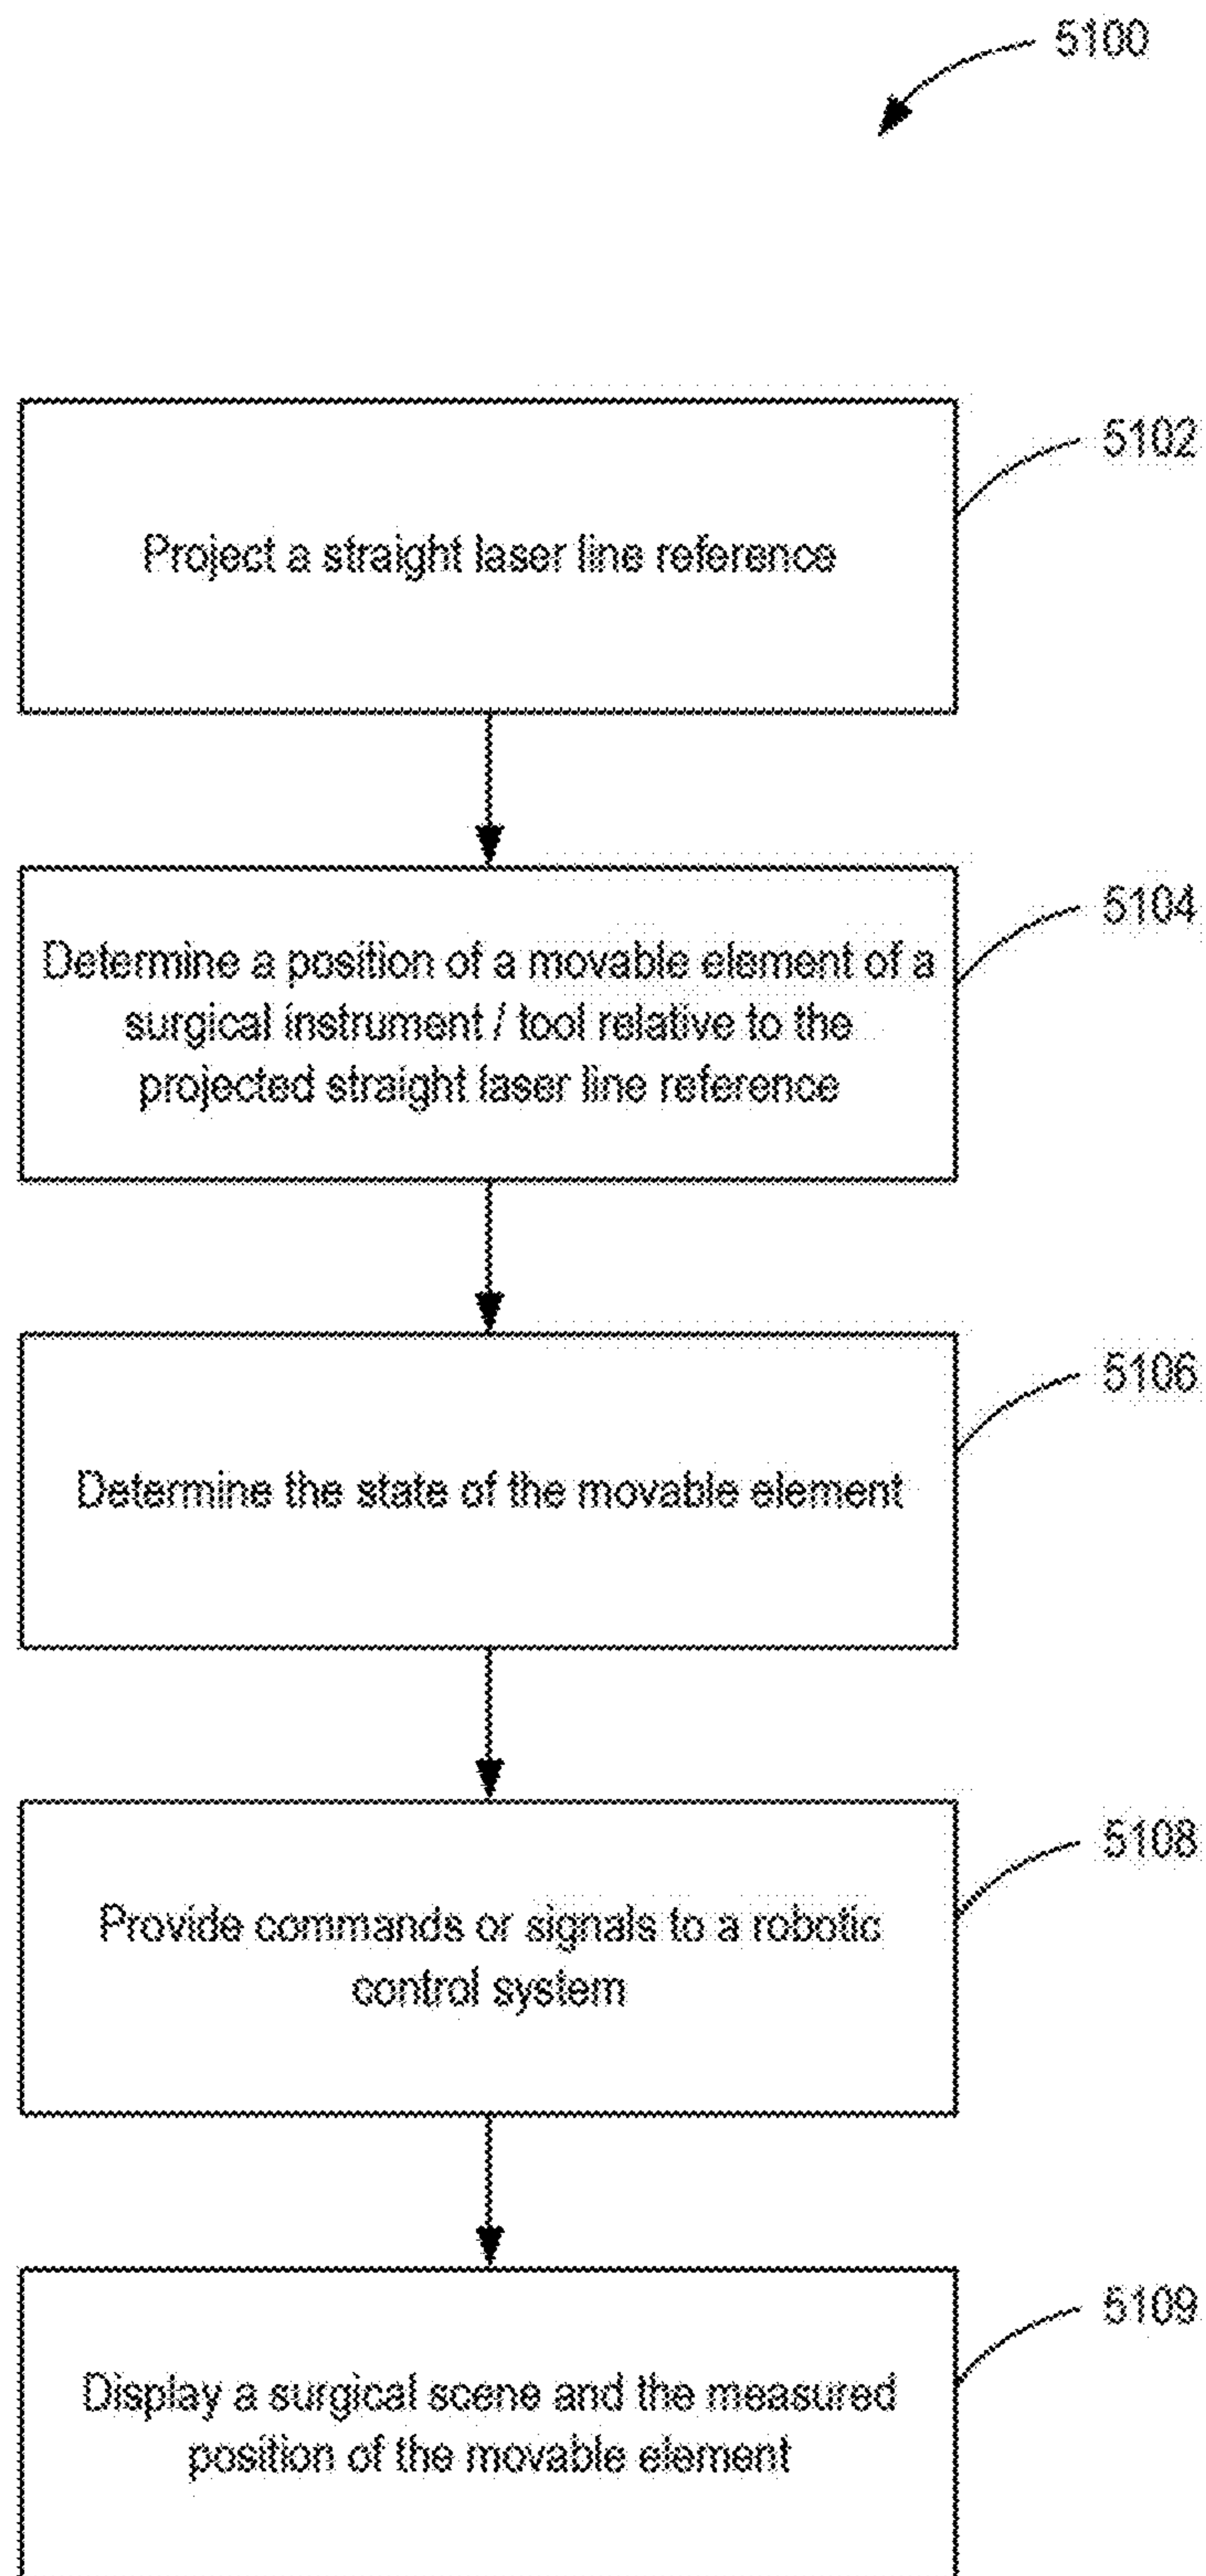 5100
5102
Project a straight laser line reference
5104
Determine a position of a movable element of a
surgical instrument / tool relative to the
projected straight laser line reference
5106
Determine the state of the movable element
5108
Provide commands or signals to a robotic
control system
5109
Display a surgical scene and the measured
position of the movable element